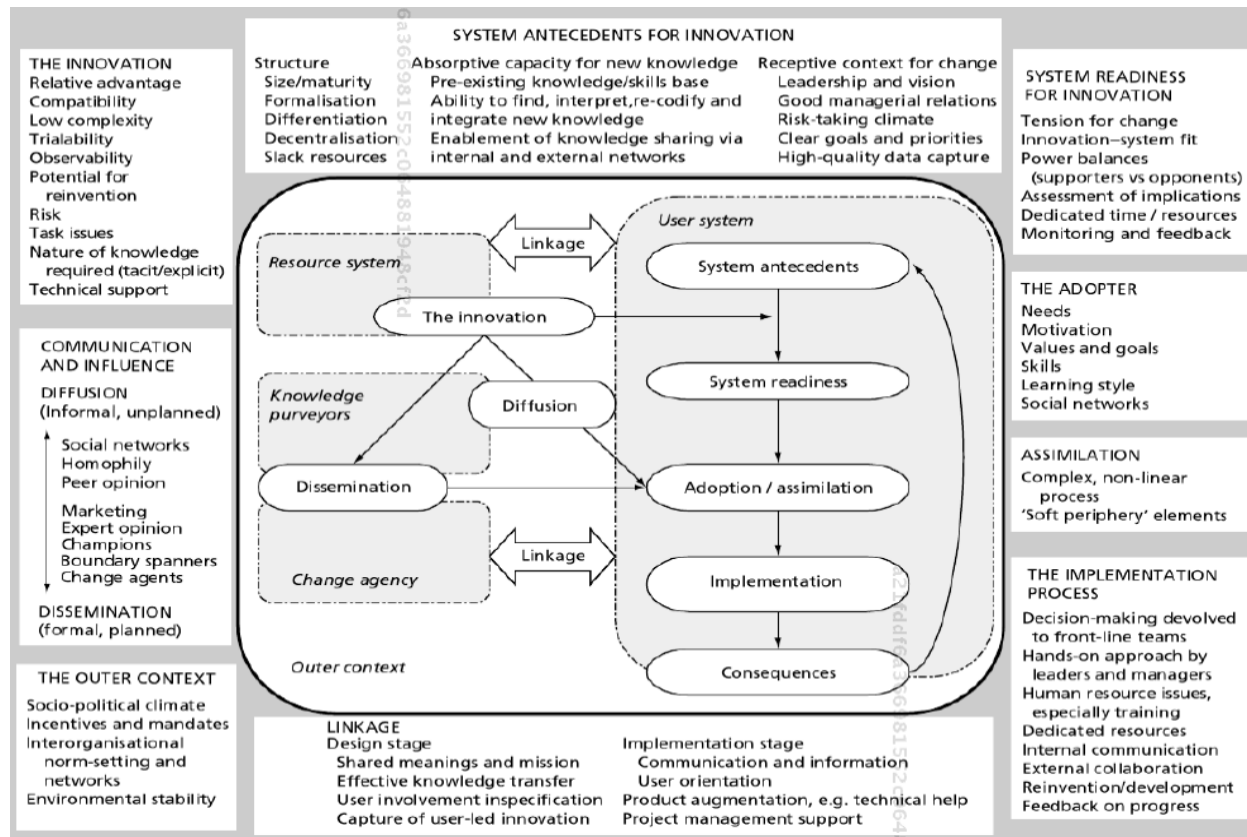 SYSTEM ANTECEDENTS FOR INNOVATION
Structure
Size/maturity
Formalisation
Differentiation
Decentralisation
Slack resources
Absorptive capacity for new knowledge
Pre-existing knowledge/skills base
Ability to find, interpret,re-codify and
integrate new knowledge
Enablement of knowledge sharing via
internal and external networks
Receptive context for change
Leadership and vision
Good managerial relations
Risk-taking climate
Clear goals and priorities
High-quality data capture
THE INNOVATION
Relative advantage
Compatibility
Low complexity
Trialability
Observability
Potential for
reinvention
Risk
Task issues
Nature of knowledge
required (tacit/explicit)
Technical support
COMMUNICATION
AND INFLUENCE
DIFFUSION
(Informal, unplanned)
Social networks
Homophily
Peer opinion
Marketing
Expert opinion
Champions
Boundary spanners
Change agents
DISSEMINATION
(formal, planned)
THE OUTER CONTEXT
Socio-political climate
Incentives and mandates
Interorganisational
norm-setting and
networks
Environmental stability
Resource system
The innovation
Knowledge
purveyors
Diffusion
Dissemination
Change agency
Outer context
Linkage
Linkage
User system
System antecedents
System readiness
Adoption / assimilation
Implementation
Consequences
SYSTEM READINESS
FOR INNOVATION
Tension for change
Innovation–system fit
Power balances
(supporters vs opponents)
Assessment of implications
Dedicated time / resources
Monitoring and feedback
THE ADOPTER
Needs
Motivation
Values and goals
Skills
Learning style
Social networks
ASSIMILATION
Complex, non-linear
process
'Soft periphery' elements
THE IMPLEMENTATION
PROCESS
Decision-making devolved
to front-line teams
Hands-on approach by
leaders and managers
Human resource issues,
especially training
Dedicated resources
Internal communication
External collaboration
Reinvention/development
Feedback on progress
LINKAGE
Design stage
Shared meanings and mission
Effective knowledge transfer
User involvement inspecification
Capture of user-led innovation
Implementation stage
Communication and information
User orientation
Product augmentation, e.g. technical help
Project management support